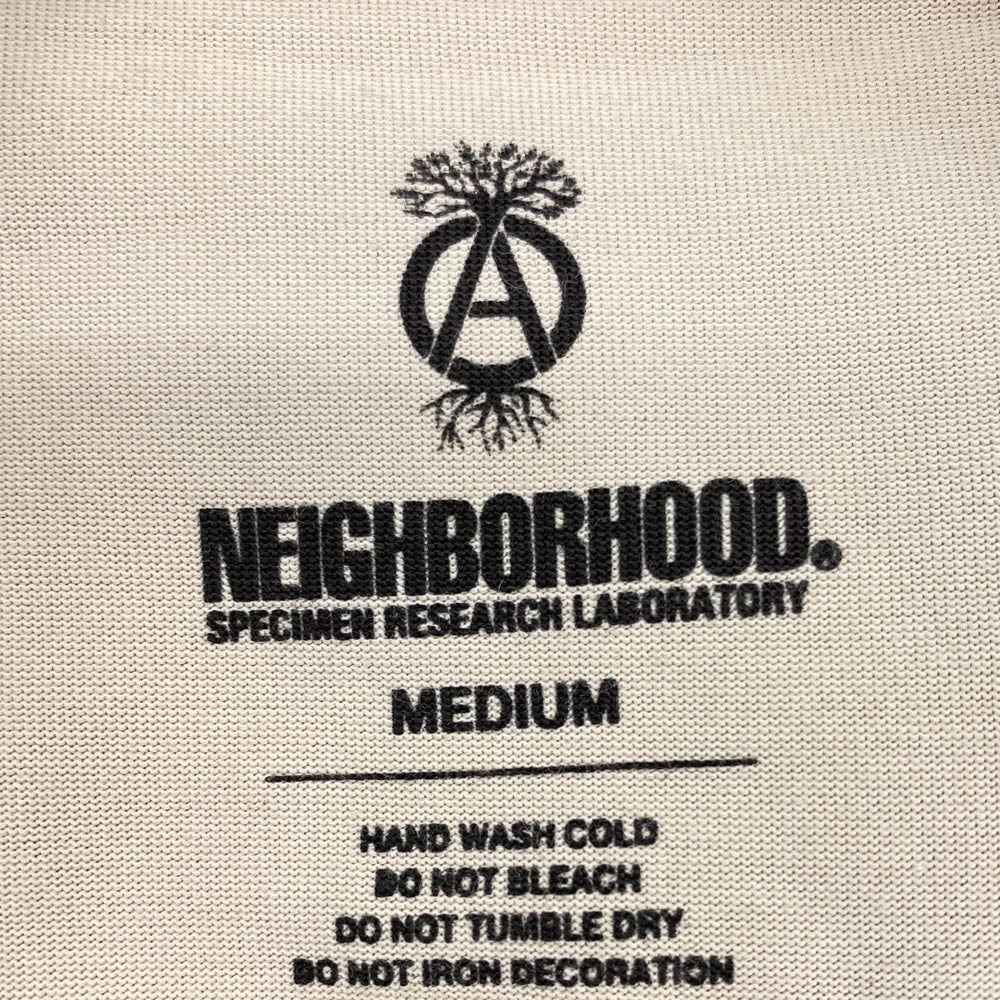 A
NEIGHBORHOOD®
SPECIMEN RESEARCH LABORATORY
MEDIUM
HAND WASH COLD
DO NOT BLEACH
DO NOT TUMBLE DRY
DO NOT IRON DECORATION